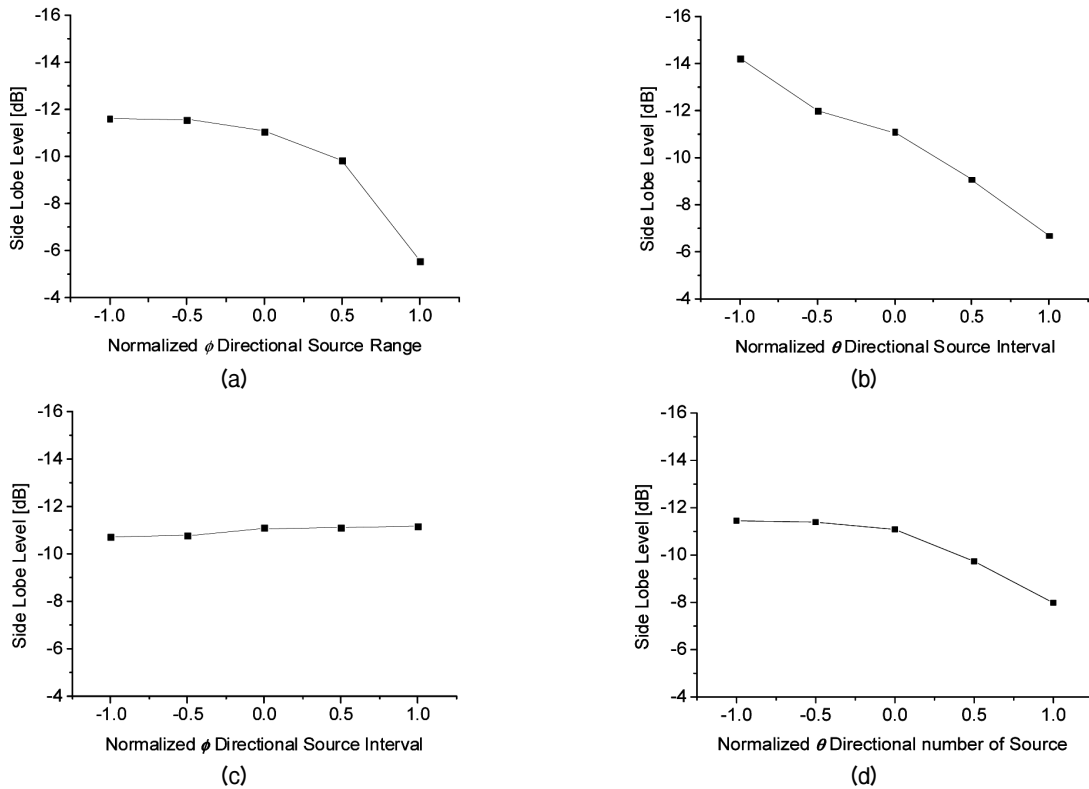 -16
-14
-12
-10
-8
-6
-4
Side Lobe Level [dB]
-1.0 -0.5 0.0 0.5 1.0
Normalized ϕ Directional Source Range
(a)
-16
-14
-12
-10
-8
-6
-4
Side Lobe Level [dB]
-1.0 -0.5 0.0 0.5 1.0
Normalized θ Directional Source Interval
(b)
-16
-14
-12
-10
-8
-6
-4
Side Lobe Level [dB]
-1.0 -0.5 0.0 0.5 1.0
Normalized ϕ Directional Source Interval
(c)
-16
-14
-12
-10
-8
-6
-4
Side Lobe Level [dB]
-1.0 -0.5 0.0 0.5 1.0
Normalized θ Directional number of Source
(d)